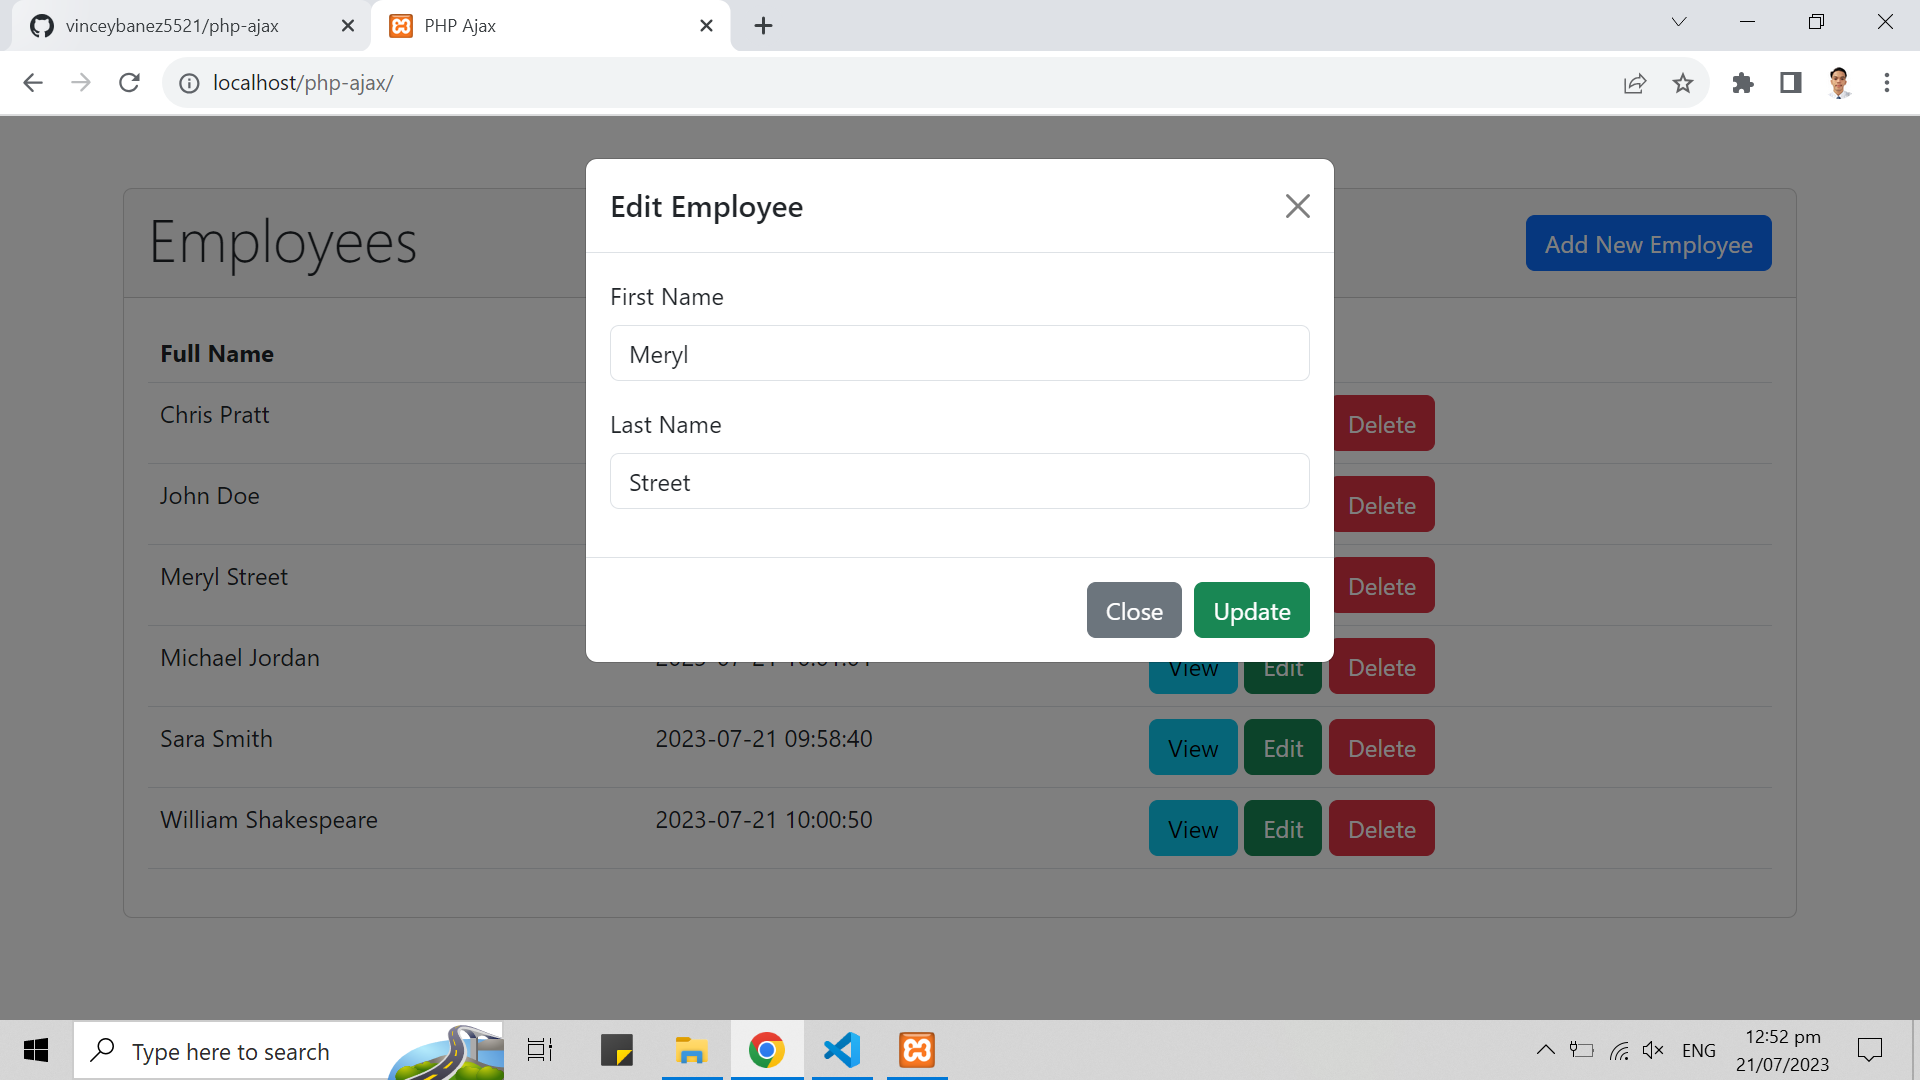 vinceybanez5521/php-ajax
PHP Ajax
localhost/php-ajax/
Edit Employee
Employees
Add New Employee
First Name
Meryl
Full Name
Chris Pratt
Delete
Last Name
Street
John Doe
Delete
Meryl Street
Delete
Close
Update
Michael Jordan
View
Edit
Delete
Sara Smith
2023-07-21 09:58:40
View
Edit
Delete
William Shakespeare
2023-07-21 10:00:50
View
Edit
Delete
Type here to search
ENG
12:52 pm
21/07/2023